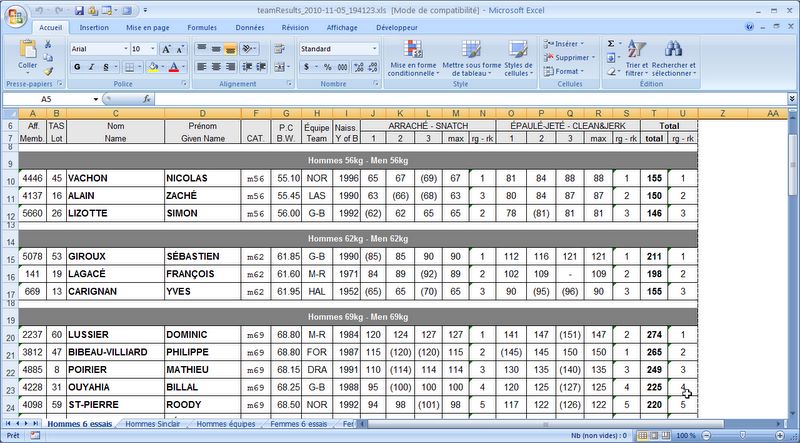 teamResults_2010-11-05_194123.xls [Mode de compatibilité] - Microsoft Excel
Accueil Insertion Mise en page Formules Données Révision Affichage Développeur
Coller
Arial 10
Standard
Mise en forme conditionnelle
Mettre sous forme de tableau
Styles de cellules
Insérer
Supprimer
Format
Trier et filtrer
Rechercher et sélectionner
Presse-papiers Police Alignement Nombre Style Cellules Édition
A5 fx
A B C D F G H I J K L M N O P Q R S T U Z AA
6 Aff. TAS Nom Prénom P.C Équipe Naiss. ARRACHÉ - SNATCH ÉPAULÉ-JETÉ - CLEAN&JERK Total
7 Memb. Lot Name Given Name CAT. B.W. Team Y of B 1 2 3 max rg - rk 1 2 3 max rg - rk total rg - rk
8
9 Hommes 56kg - Men 56kg
10 4446 45 VACHON NICOLAS m56 55.10 NOR 1996 65 67 (69) 67 1 81 84 88 88 1 155 1
11 4137 16 ALAIN ZACHÉ m56 55.45 LAS 1990 63 (66) (68) 63 3 80 84 87 87 2 150 2
12 5660 26 LIZOTTE SIMON m56 56.00 G-B 1992 (62) 62 65 65 2 78 (81) 81 81 3 146 3
13
14 Hommes 62kg - Men 62kg
15 5078 53 GIROUX SÉBASTIEN m62 61.85 G-B 1990 (85) 85 90 90 1 112 116 121 121 1 211 1
16 141 19 LAGACÉ FRANÇOIS m62 61.60 M-R 1971 84 89 (92) 89 2 102 109 - 109 2 198 2
17 669 13 CARIGNAN YVES m62 61.95 HAL 1952 (65) 65 (70) 65 3 90 (95) (96) 90 3 155 3
18
19 Hommes 69kg - Men 69kg
20 2237 60 LUSSIER DOMINIC m69 68.80 M-R 1984 120 124 127 127 1 141 147 (151) 147 2 274 1
21 3812 47 BIBEAU-VILLIARD PHILIPPE m69 68.80 FOR 1987 115 (120) (120) 115 2 (145) 145 150 150 1 265 2
22 4885 8 POIRIER MATHIEU m69 68.15 DRA 1991 110 (114) 114 114 3 130 135 (140) 135 3 249 3
23 4228 31 OUYAHIA BILLAL m69 68.25 G-B 1988 95 (100) 100 100 4 120 125 (127) 125 4 225 4
24 4098 59 ST-PIERRE ROODY m69 68.50 NOR 1992 94 98 (101) 98 5 117 122 (126) 122 5 220 5
Hommes 6 essais Hommes Sinclair Hommes équipes Femmes 6 essais
Prêt Nb (non vides) : 0 100 %